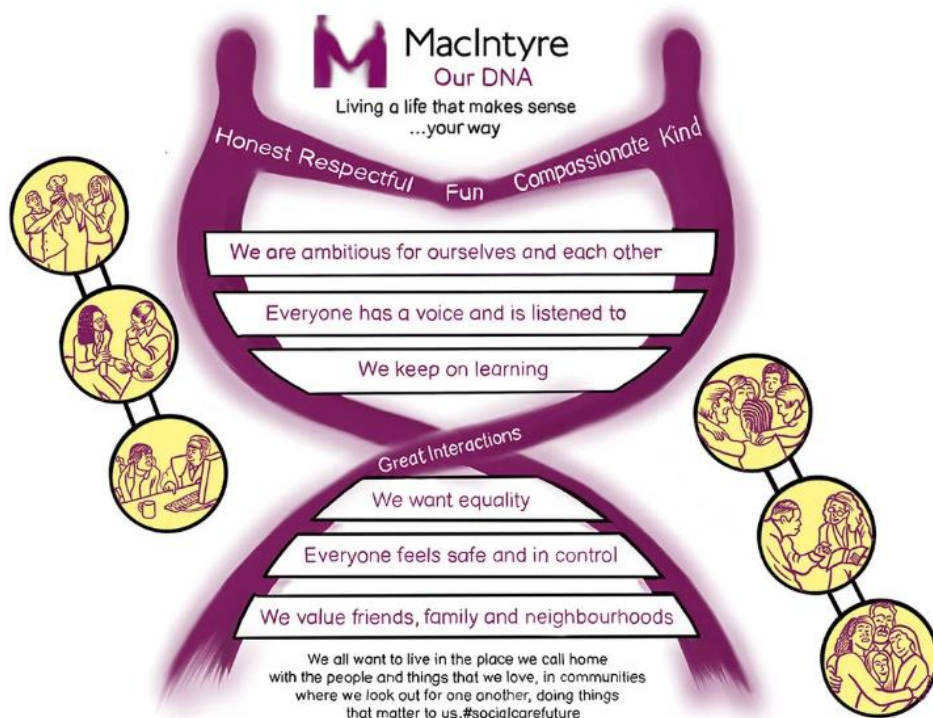 MacIntyre
Our DNA
Living a life that makes sense
...your way
Honest Respectful Fun Compassionate Kind
We are ambitious for ourselves and each other
Everyone has a voice and is listened to
We keep on learning
Great Interactions
We want equality
Everyone feels safe and in control
We value friends, family and neighbourhoods
We all want to live in the place we call home
with the people and things that we love, in communities
where we look out for one another, doing things
that matter to us.#socialcarefuture